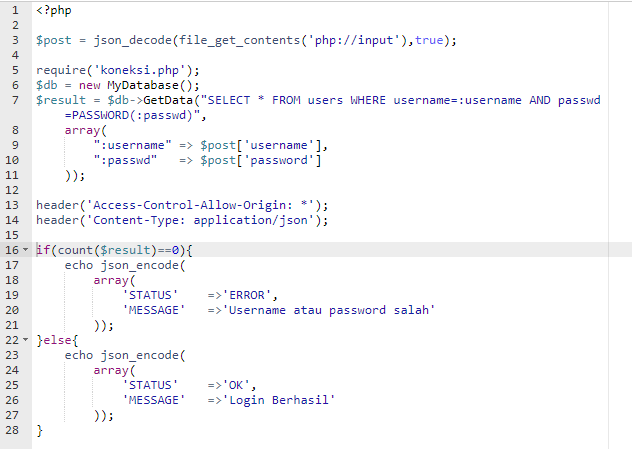 1 <?php
2
3 $post = json_decode(file_get_contents('php://input'),true);
4
5 require('koneksi.php');
6 $db = new MyDatabase();
7 $result = $db->GetData("SELECT * FROM users WHERE username=:username AND passwd
=PASSWORD(:passwd)",
8 array(
9 ":username" => $post['username'],
10 ":passwd" => $post['password']
11 ));
12
13 header('Access-Control-Allow-Origin: *');
14 header('Content-Type: application/json');
15
16 if(count($result)==0){
17 echo json_encode(
18 array(
19 'STATUS' =>'ERROR',
20 'MESSAGE' =>'Username atau password salah'
21 ));
22 }else{
23 echo json_encode(
24 array(
25 'STATUS' =>'OK',
26 'MESSAGE' =>'Login Berhasil'
27 ));
28 }